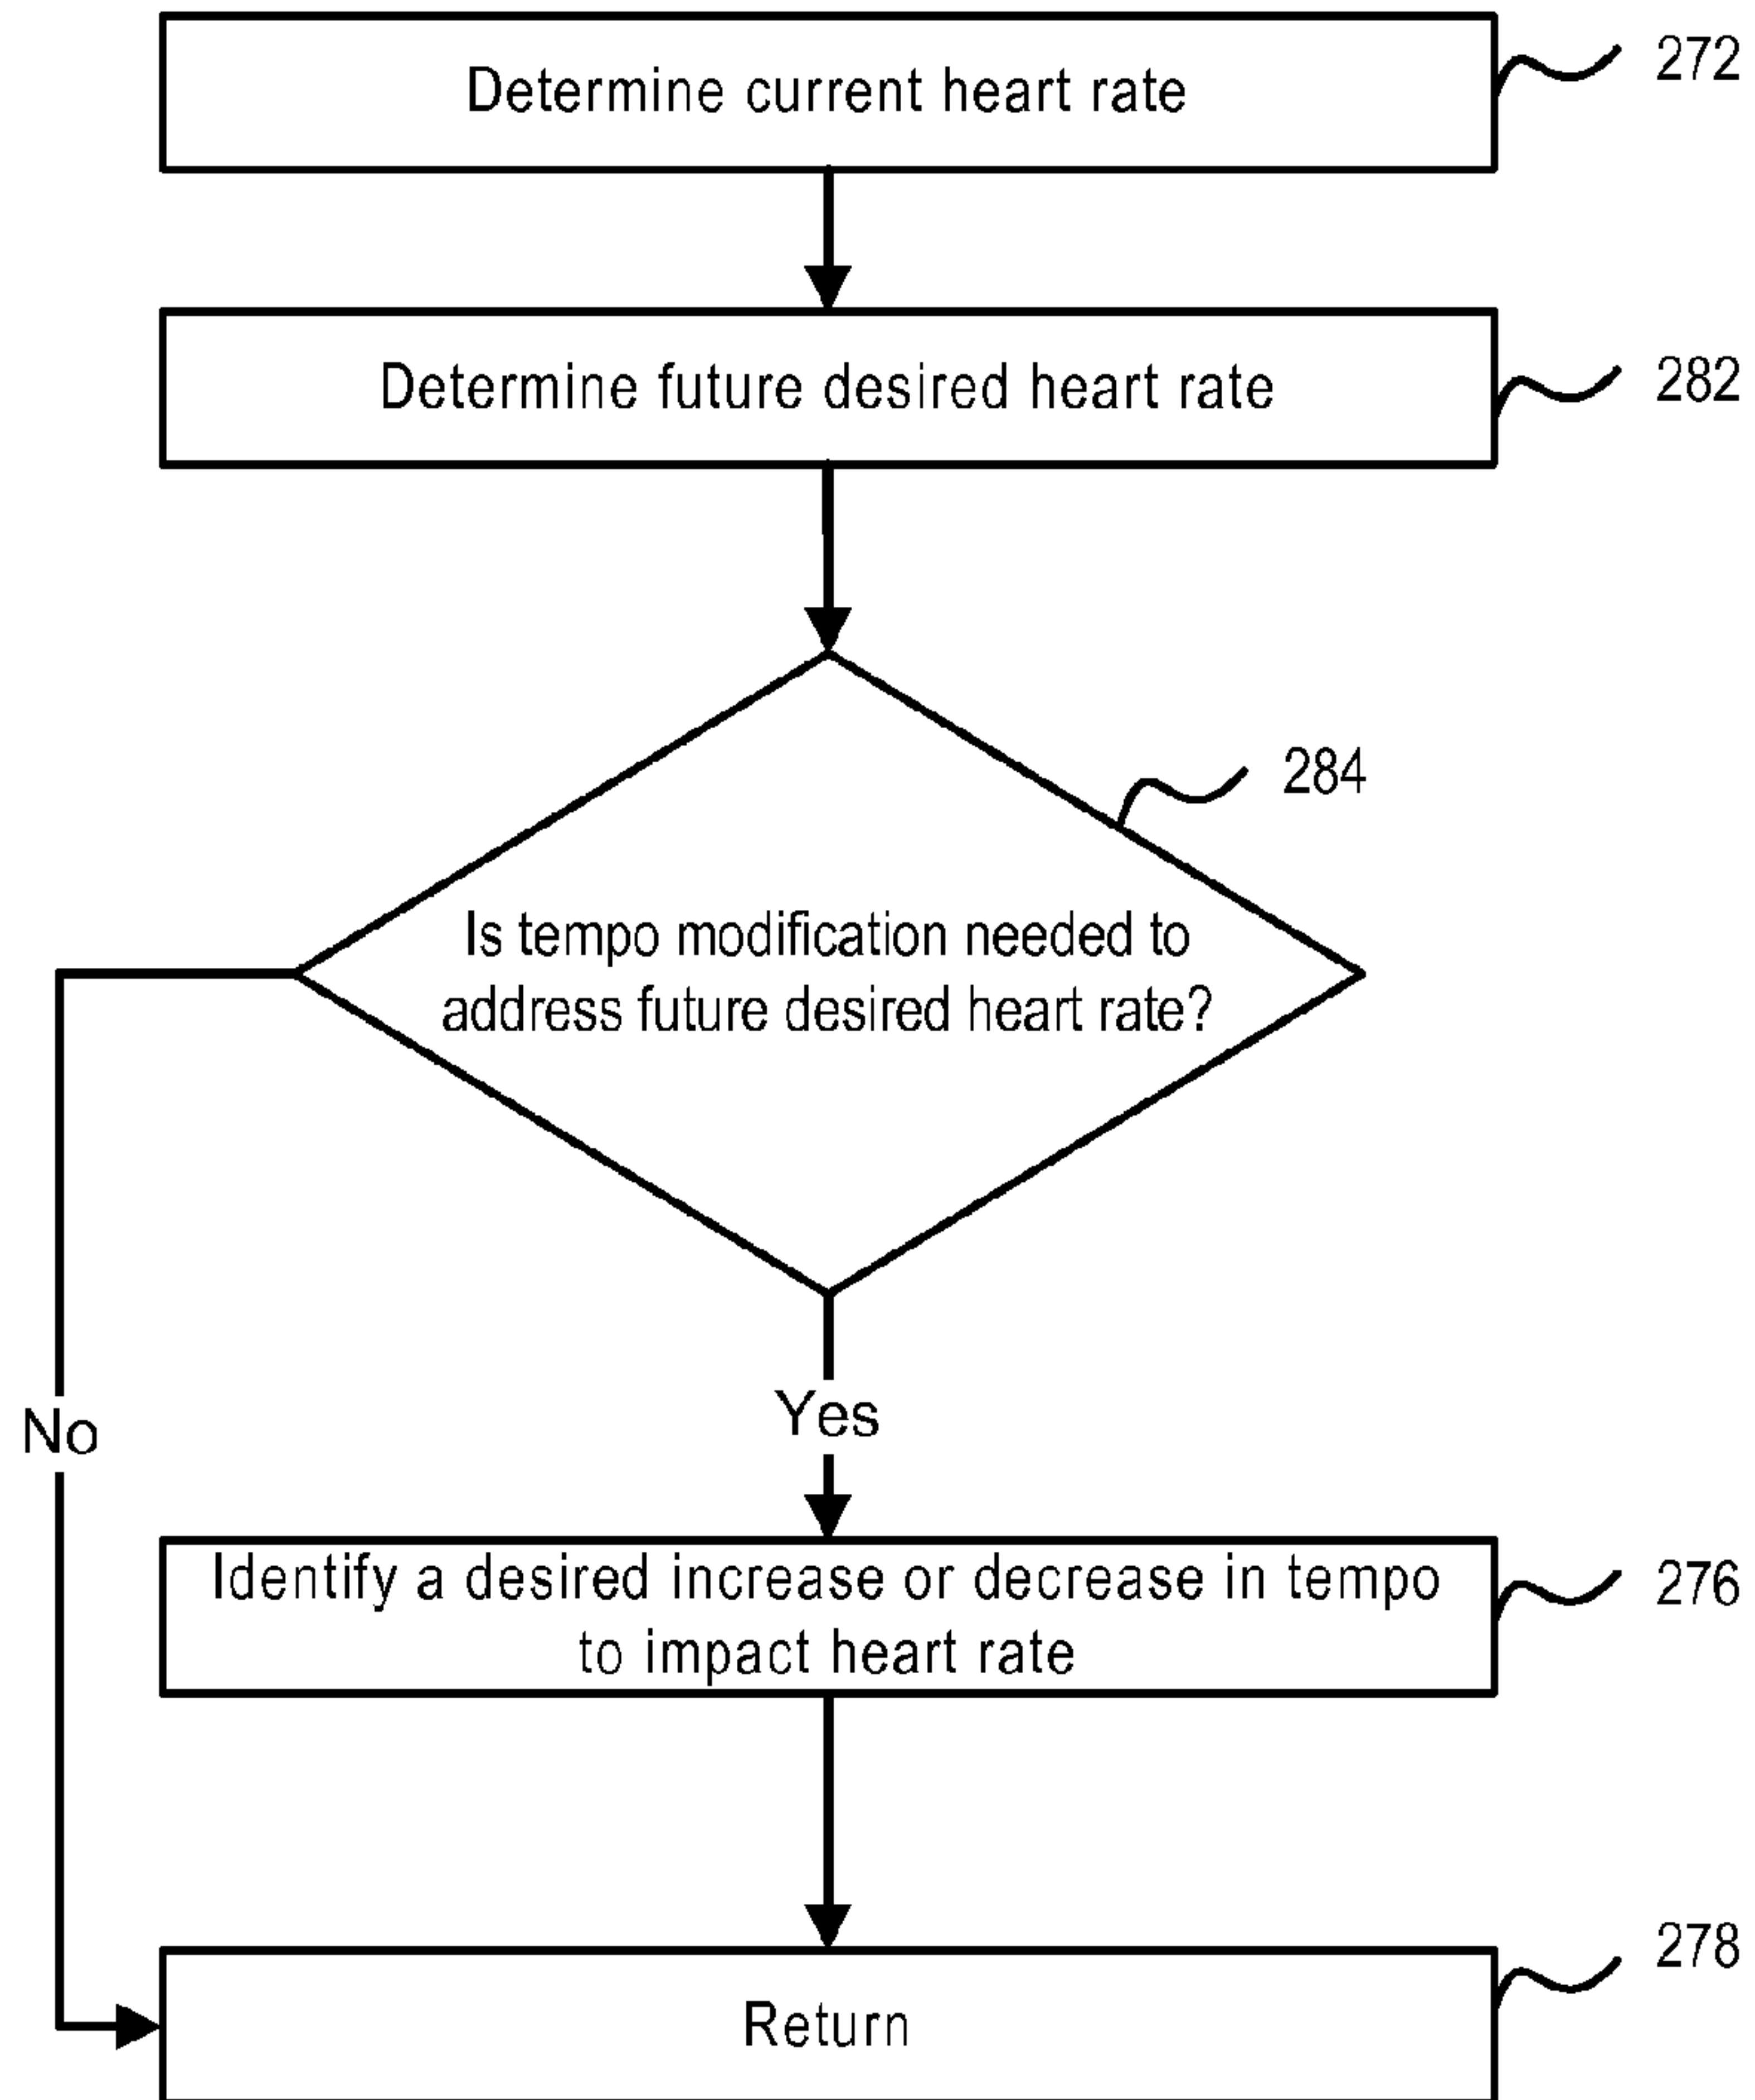 Determine current heart rate
272
Determine future desired heart rate
282
284
Is tempo modification needed to
address future desired heart rate?
No
Yes
Identify a desired increase or decrease in tempo
to impact heart rate
276
278
Return